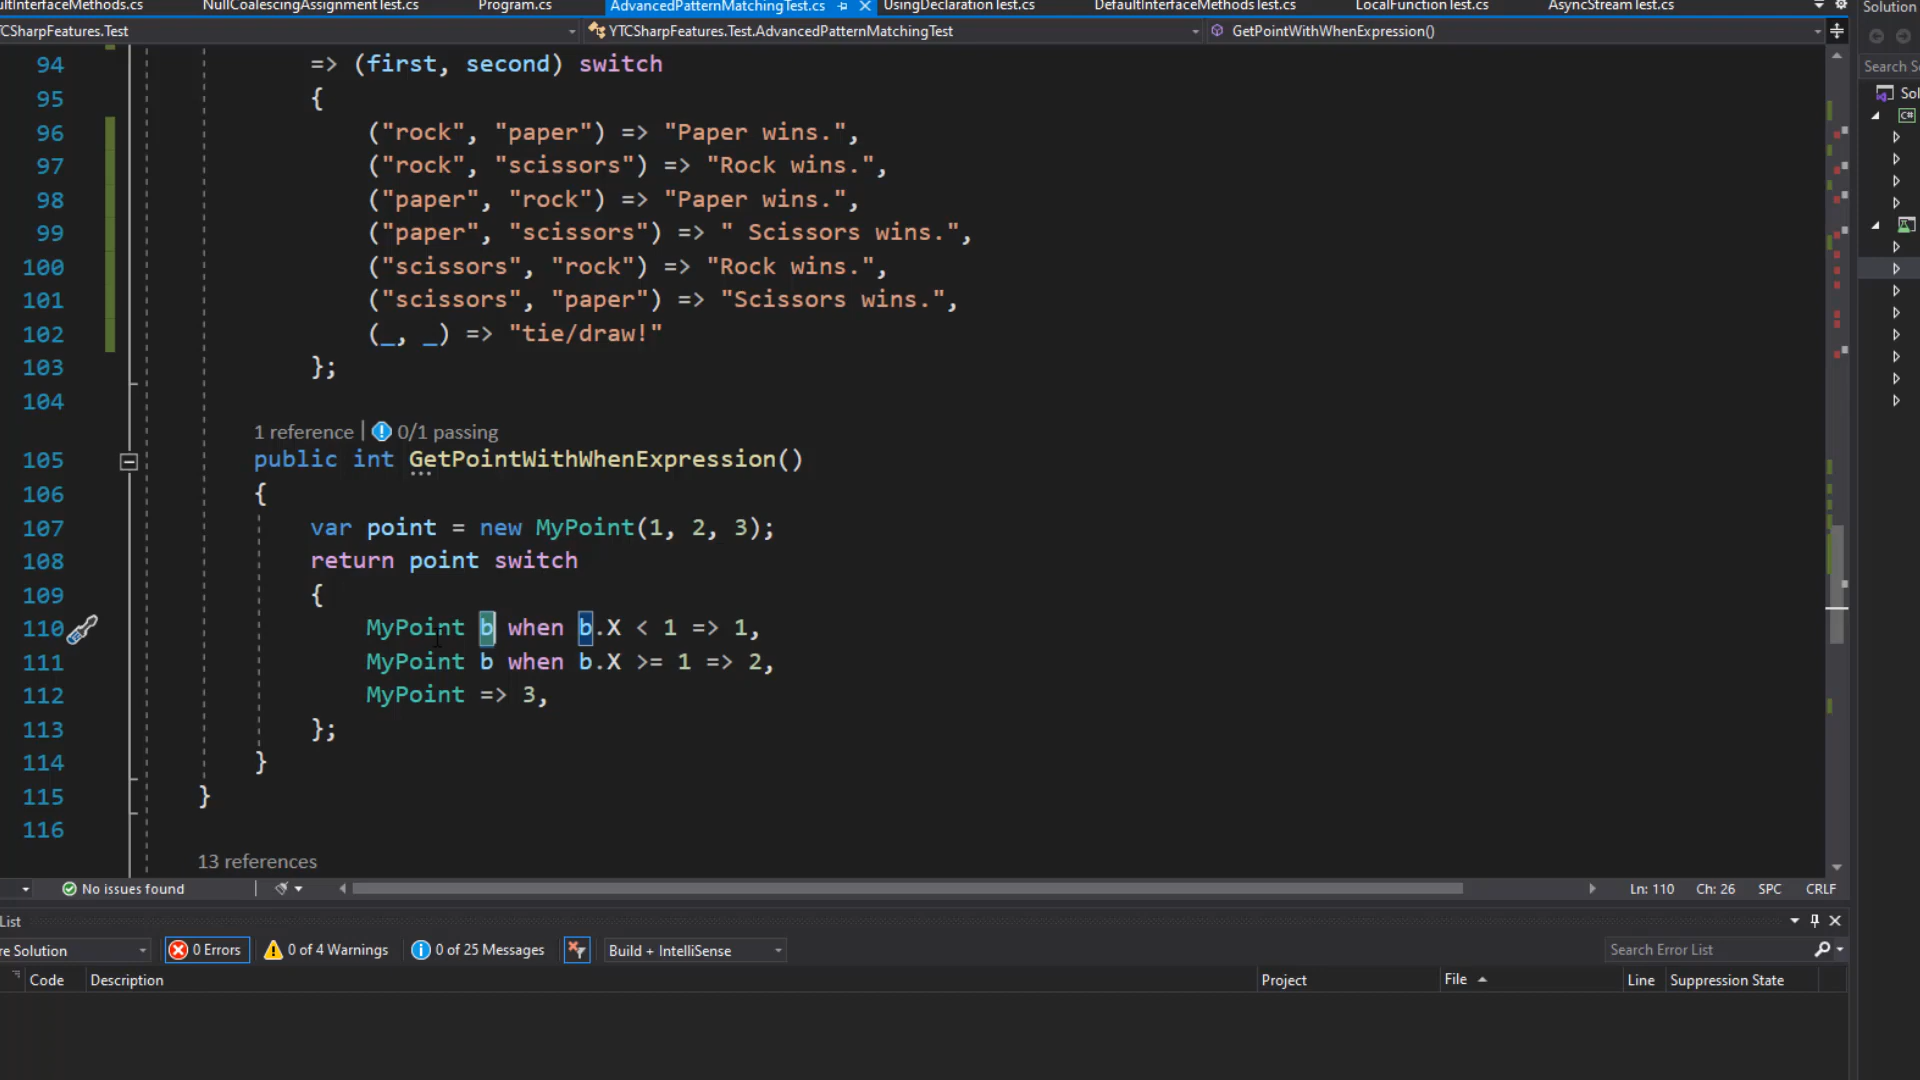 ultInterfaceMethods.cs NullCoalescingAssignmentTest.cs Program.cs AdvancedPatternMatchingTest.cs UsingDeclarationTest.cs DefaultInterfaceMethodsTest.cs LocalFunctionTest.cs AsyncStreamTest.cs Solution
CSharpFeatures.Test YTCSharpFeatures.Test.AdvancedPatternMatchingTest GetPointWithWhenExpression()
Search S
Sol
94 => (first, second) switch
95 {
96 ("rock", "paper") => "Paper wins.",
97 ("rock", "scissors") => "Rock wins.",
98 ("paper", "rock") => "Paper wins.",
99 ("paper", "scissors") => " Scissors wins.",
100 ("scissors", "rock") => "Rock wins.",
101 ("scissors", "paper") => "Scissors wins.",
102 (_, _) => "tie/draw!"
103 };
104
1 reference | 0/1 passing
105 public int GetPointWithWhenExpression()
106 {
107 var point = new MyPoint(1, 2, 3);
108 return point switch
109 {
110 MyPoint b when b.X < 1 => 1,
111 MyPoint b when b.X >= 1 => 2,
112 MyPoint => 3,
113 };
114 }
115 }
116
13 references
No issues found Ln: 110 Ch: 26 SPC CRLF
List
re Solution 0 Errors 0 of 4 Warnings 0 of 25 Messages Build + IntelliSense Search Error List
Code Description Project File Line Suppression State